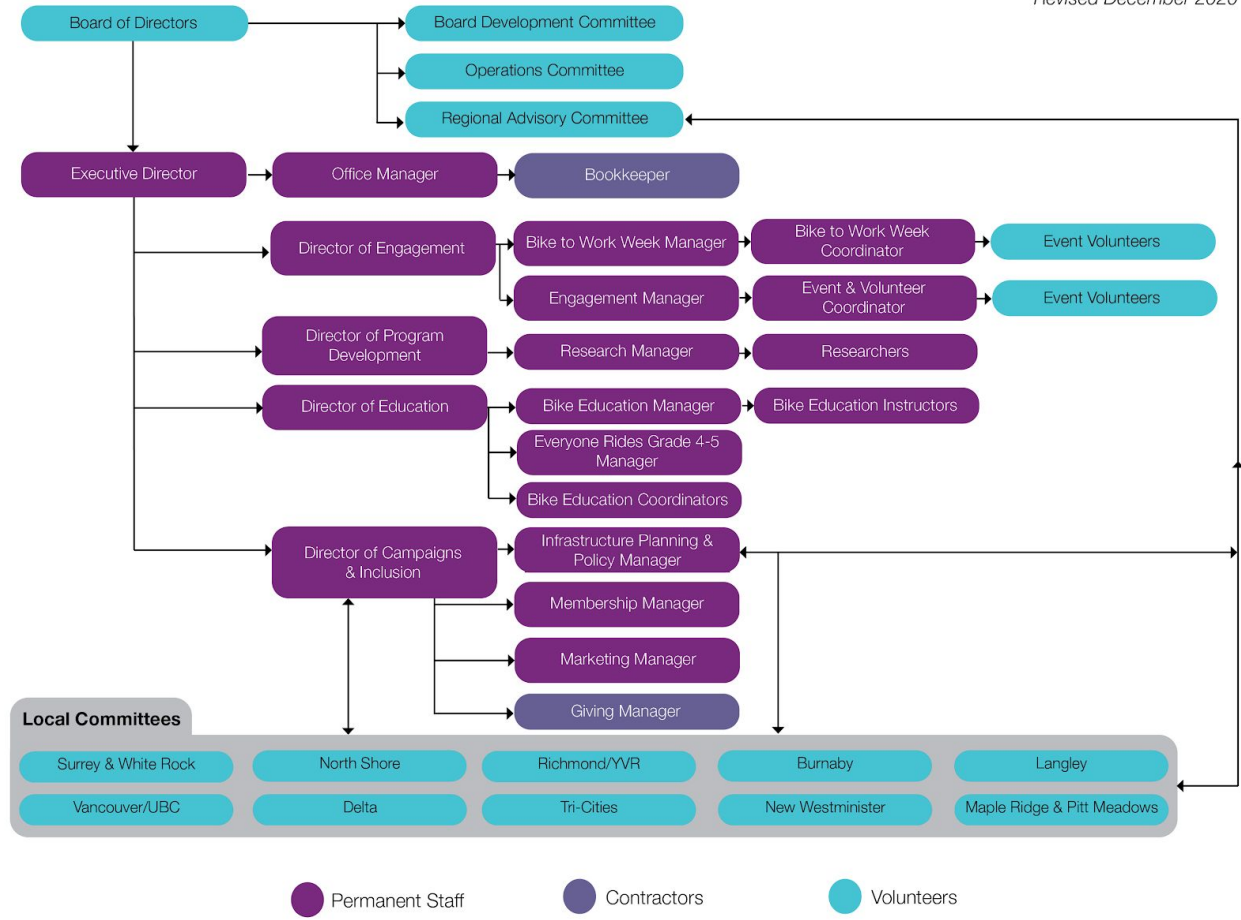 Revised December 2020
Board of Directors
Board Development Committee
Operations Committee
Regional Advisory Committee
Executive Director
Office Manager
Bookkeeper
Director of Engagement
Bike to Work Week Manager
Bike to Work Week
Coordinator
Event Volunteers
Engagement Manager
Event & Volunteer
Coordinator
Event Volunteers
Director of Program
Development
Research Manager
Researchers
Director of Education
Bike Education Manager
Bike Education Instructors
Everyone Rides Grade 4-5
Manager
Bike Education Coordinators
Director of Campaigns
& Inclusion
Infrastructure Planning &
Policy Manager
Membership Manager
Marketing Manager
Giving Manager
Local Committees
Surrey & White Rock
North Shore
Richmond/YVR
Burnaby
Langley
Vancouver/UBC
Delta
Tri-Cities
New Westminister
Maple Ridge & Pitt Meadows
Permanent Staff
Contractors
Volunteers